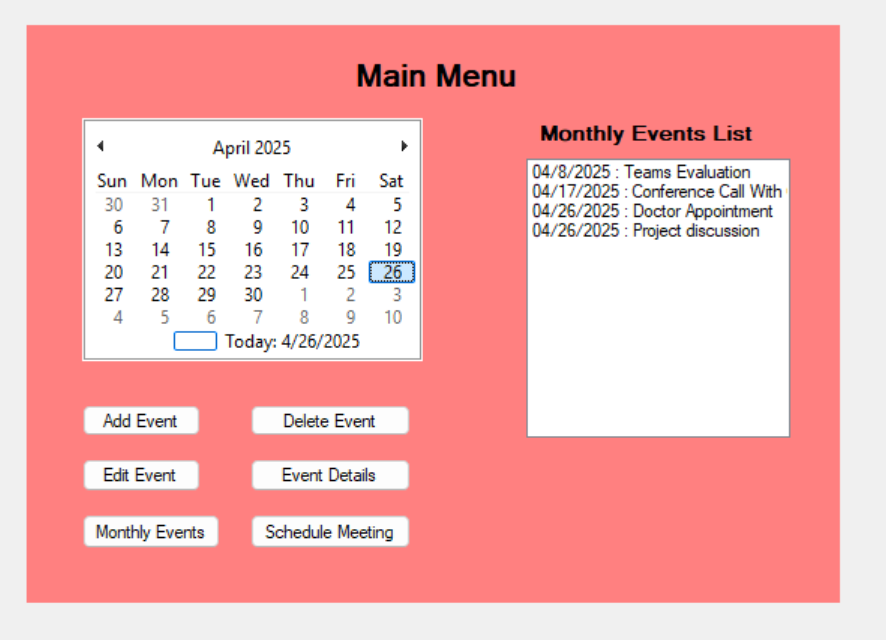 Main Menu
April 2025
Sun Mon Tue Wed Thu Fri Sat
30 31 1 2 3 4 5
6 7 8 9 10 11 12
13 14 15 16 17 18 19
20 21 22 23 24 25 26
27 28 29 30 1 2 3
4 5 6 7 8 9 10
Today: 4/26/2025
Monthly Events List
04/8/2025 : Teams Evaluation
04/17/2025 : Conference Call With
04/26/2025 : Doctor Appointment
04/26/2025 : Project discussion
Add Event Delete Event
Edit Event Event Details
Monthly Events Schedule Meeting